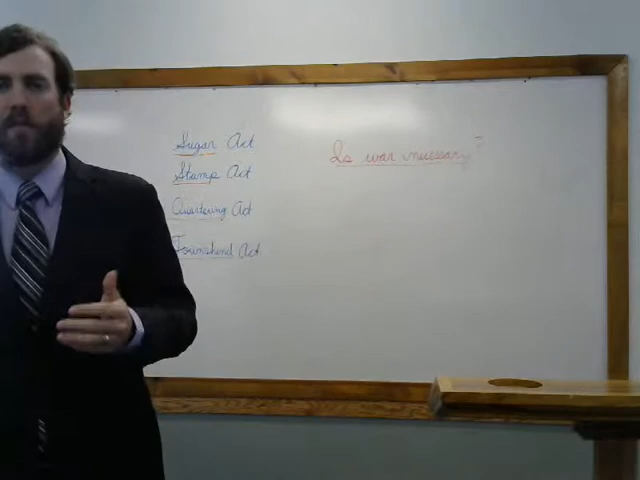 Sugar Act
Stamp Act
Quartering Act
Townshend Act
Is war necessary?